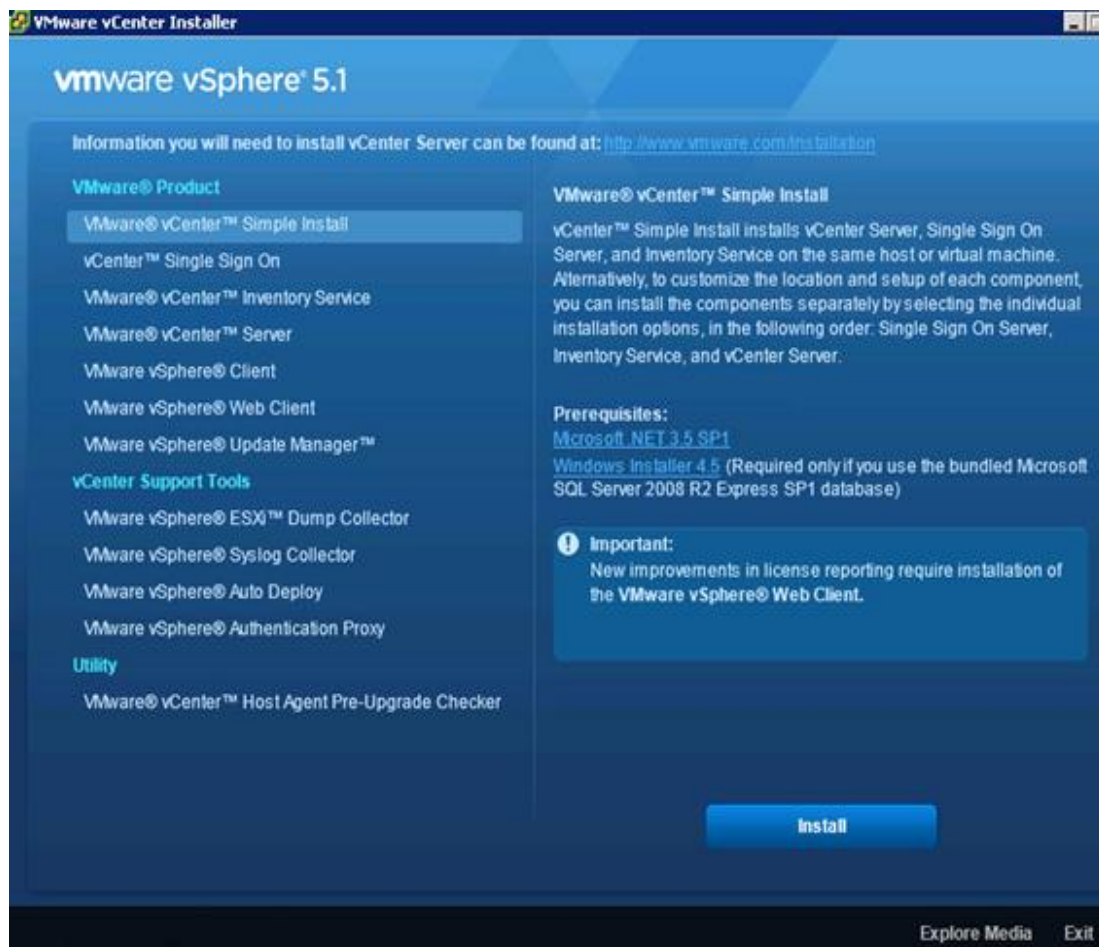 VMware vCenter Installer
vmware vSphere® 5.1
Information you will need to install vCenter Server can be found at: http://www.vmware.com/installation
VMware® Product
VMware® vCenter™ Simple Install
vCenter™ Single Sign On
VMware® vCenter™ Inventory Service
VMware® vCenter™ Server
VMware vSphere® Client
VMware vSphere® Web Client
VMware vSphere® Update Manager™
vCenter Support Tools
VMware vSphere® ESXi™ Dump Collector
VMware vSphere® Syslog Collector
VMware vSphere® Auto Deploy
VMware vSphere® Authentication Proxy
Utility
VMware® vCenter™ Host Agent Pre-Upgrade Checker
VMware® vCenter™ Simple Install
vCenter™ Simple Install installs vCenter Server, Single Sign On
Server, and Inventory Service on the same host or virtual machine.
Alternatively, to customize the location and setup of each component,
you can install the components separately by selecting the individual
installation options, in the following order: Single Sign On Server,
Inventory Service, and vCenter Server.
Prerequisites:
Microsoft .NET 3.5 SP1
Windows Installer 4.5 (Required only if you use the bundled Microsoft
SQL Server 2008 R2 Express SP1 database)
Important:
New improvements in license reporting require installation of
the VMware vSphere® Web Client.
Install
Explore Media
Exit